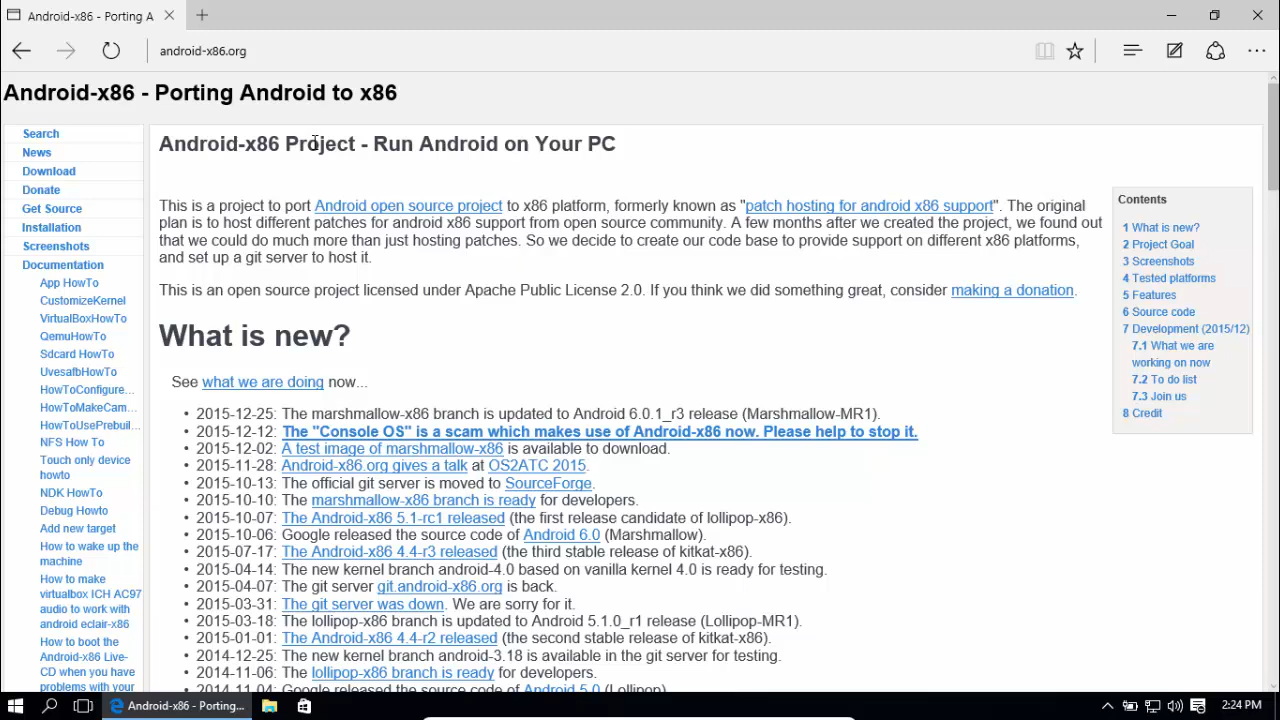 Android-x86 - Porting A
android-x86.org
Android-x86 - Porting Android to x86
Search
News
Download
Donate
Get Source
Installation
Screenshots
Documentation
App HowTo
CustomizeKernel
VirtualBoxHowTo
QemuHowTo
Sdcard HowTo
UvesafbHowTo
HowToConfigure...
HowToMakeCam...
HowToUsePrebuil...
NFS How To
Touch only device
howto
NDK HowTo
Debug Howto
Add new target
How to wake up the
machine
How to make
virtualbox ICH AC97
audio to work with
android eclair-x86
How to boot the
Android-x86 Live-
CD when you have
problems with your
Android-x86 Project - Run Android on Your PC
This is a project to port Android open source project to x86 platform, formerly known as "patch hosting for android x86 support". The original
plan is to host different patches for android x86 support from open source community. A few months after we created the project, we found out
that we could do much more than just hosting patches. So we decide to create our code base to provide support on different x86 platforms,
and set up a git server to host it.
This is an open source project licensed under Apache Public License 2.0. If you think we did something great, consider making a donation.
What is new?
See what we are doing now...
• 2015-12-25: The marshmallow-x86 branch is updated to Android 6.0.1_r3 release (Marshmallow-MR1).
• 2015-12-12: The "Console OS" is a scam which makes use of Android-x86 now. Please help to stop it.
• 2015-12-02: A test image of marshmallow-x86 is available to download.
• 2015-11-28: Android-x86.org gives a talk at OS2ATC 2015.
• 2015-10-13: The official git server is moved to SourceForge.
• 2015-10-10: The marshmallow-x86 branch is ready for developers.
• 2015-10-07: The Android-x86 5.1-rc1 released (the first release candidate of lollipop-x86).
• 2015-10-06: Google released the source code of Android 6.0 (Marshmallow).
• 2015-07-17: The Android-x86 4.4-r3 released (the third stable release of kitkat-x86).
• 2015-04-14: The new kernel branch android-4.0 based on vanilla kernel 4.0 is ready for testing.
• 2015-04-07: The git server git.android-x86.org is back.
• 2015-03-31: The git server was down. We are sorry for it.
• 2015-03-18: The lollipop-x86 branch is updated to Android 5.1.0_r1 release (Lollipop-MR1).
• 2015-01-01: The Android-x86 4.4-r2 released (the second stable release of kitkat-x86).
• 2014-12-25: The new kernel branch android-3.18 is available in the git server for testing.
• 2014-11-06: The lollipop-x86 branch is ready for developers.
• 2014-11-04: Google released the source code of Android 5.0 (Lollipop)
Contents
1 What is new?
2 Project Goal
3 Screenshots
4 Tested platforms
5 Features
6 Source code
7 Development (2015/12)
7.1 What we are
working on now
7.2 To do list
7.3 Join us
8 Credit
Android-x86 - Porting...
2:24 PM